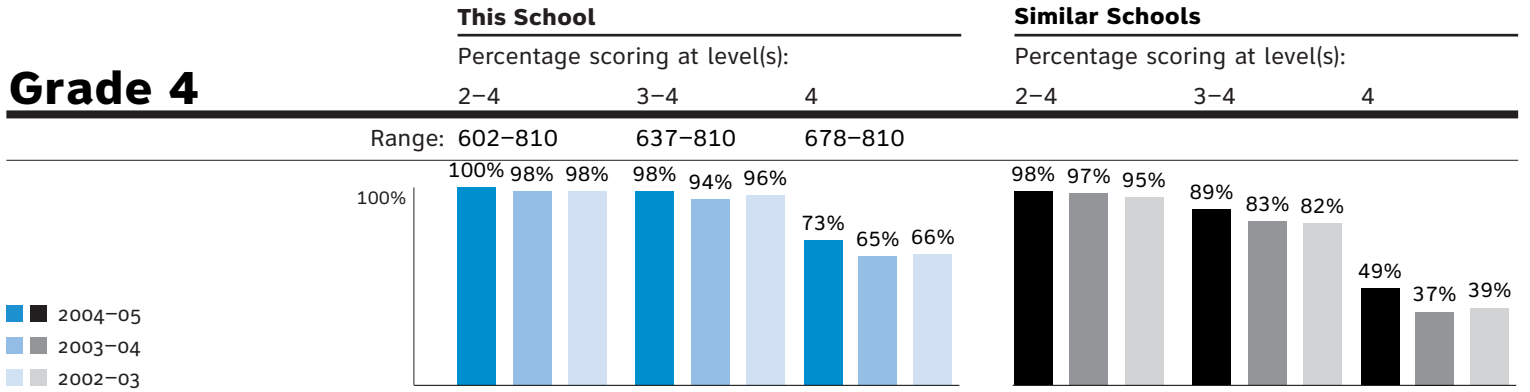 This School Similar Schools
Percentage scoring at level(s): Percentage scoring at level(s):
Grade 4 2–4 3–4 4 2–4 3–4 4
Range: 602–810 637–810 678–810
100% 98% 98% 98% 94% 96% 73% 65% 66% 98% 97% 95% 89% 83% 82% 49% 37% 39%
100%
2004–05
2003–04
2002–03